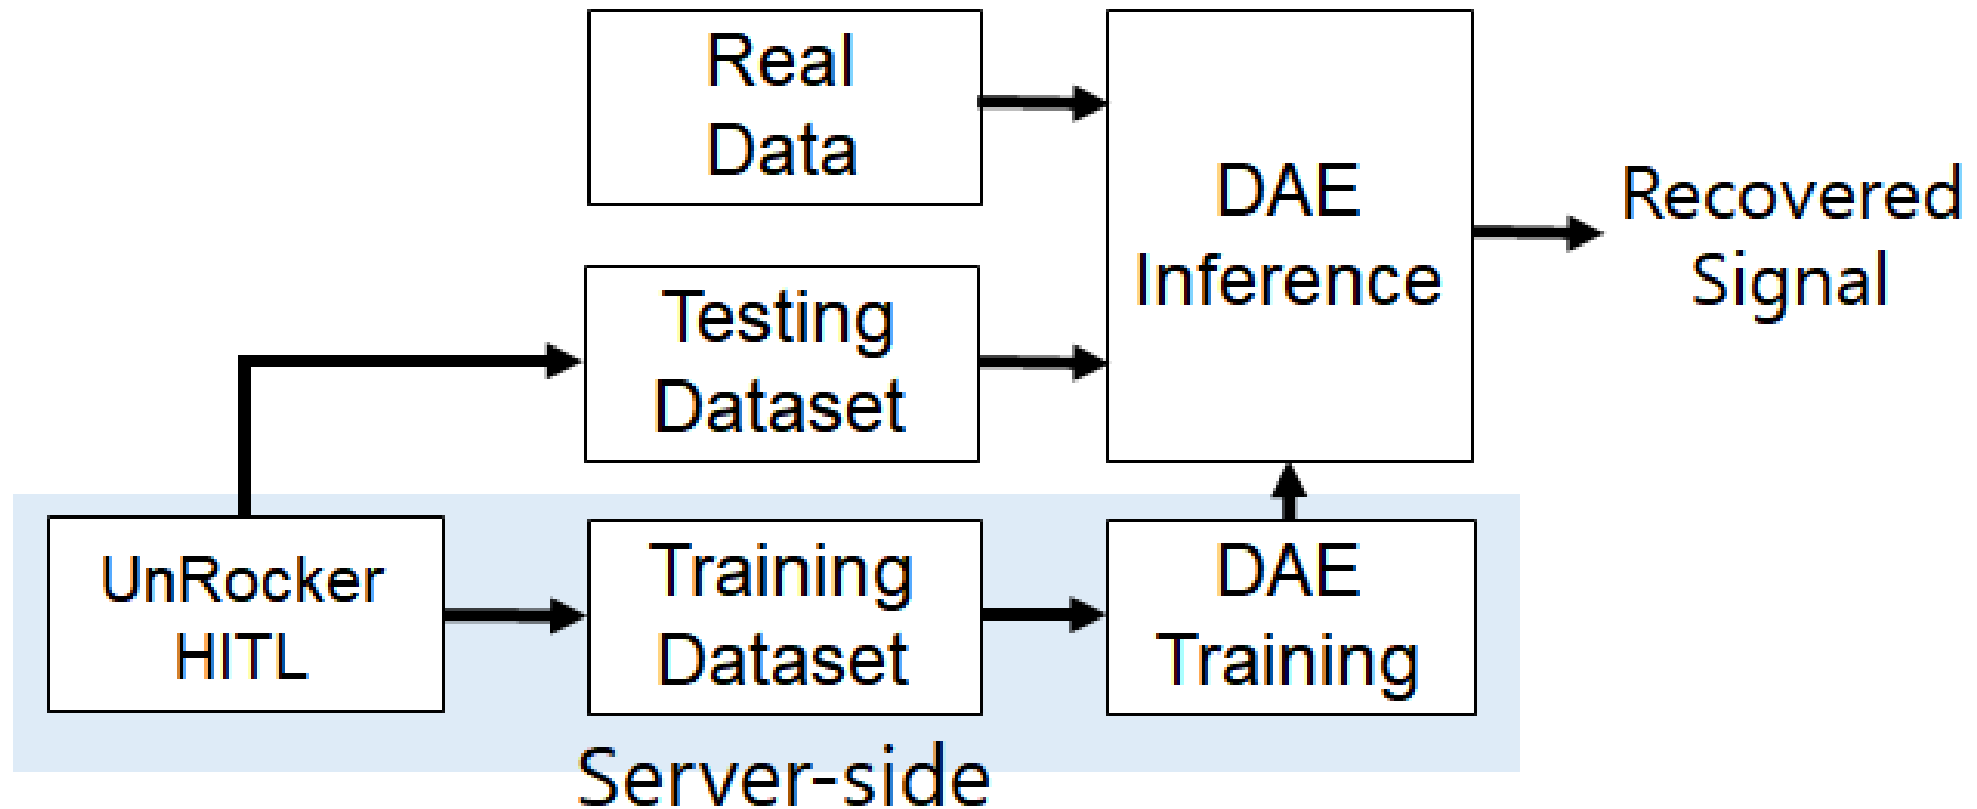 Real
Data
DAE
Inference
Recovered
Signal
Testing
Dataset
UnRocker
HITL
Training
Dataset
DAE
Training
Server-side